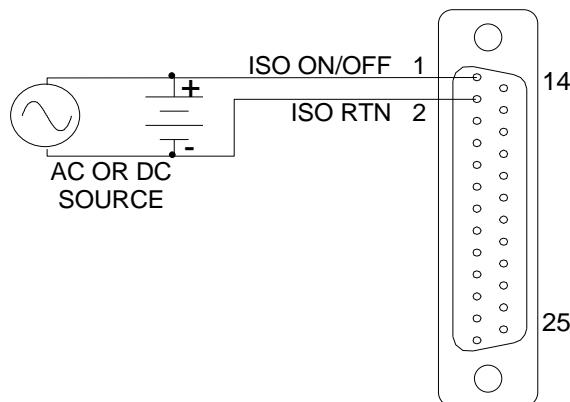 ISO ON/OFF 1
14
+
ISO RTN 2
-
AC OR DC
SOURCE
25